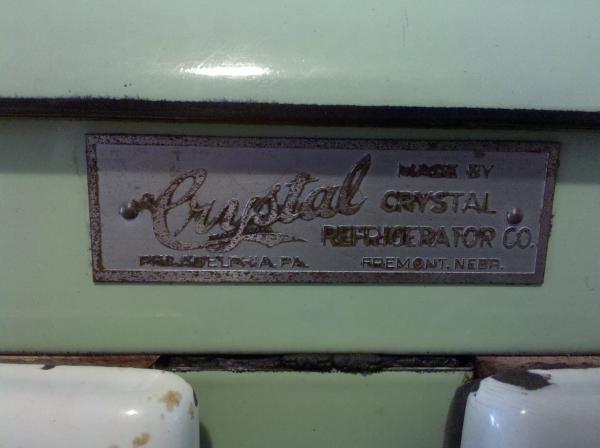 Crystal
MADE BY
CRYSTAL
REFRIGERATOR CO.
PHILADELPHIA, PA.
FREMONT, NEBR.